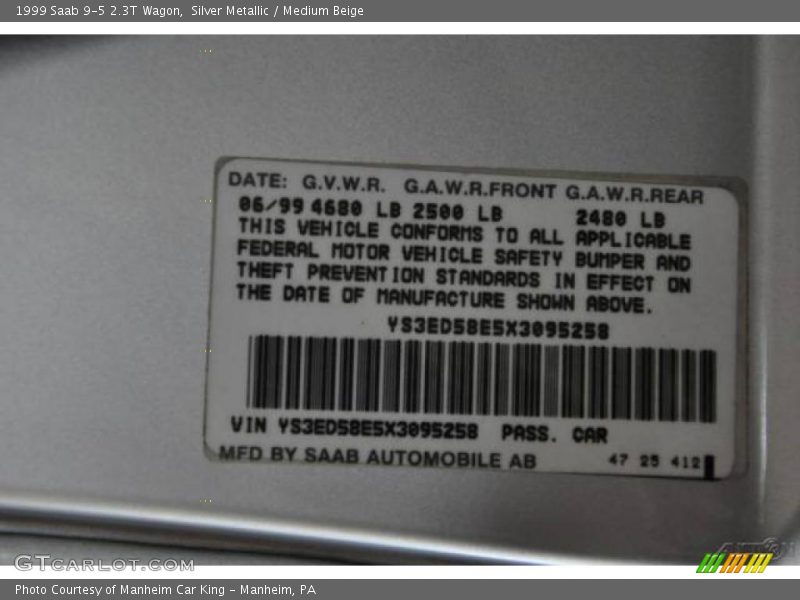 1999 Saab 9-5 2.3T Wagon,  Silver Metallic / Medium Beige
DATE: G.V.W.R. G.A.W.R.FRONT G.A.W.R.REAR
06/99 4680 LB 2500 LB 2480 LB
THIS VEHICLE CONFORMS TO ALL APPLICABLE
FEDERAL MOTOR VEHICLE SAFETY BUMPER AND
THEFT PREVENTION STANDARDS IN EFFECT ON
THE DATE OF MANUFACTURE SHOWN ABOVE.
YS3ED58E5X3095258
VIN YS3ED58E5X3095258 PASS. CAR
MFD BY SAAB AUTOMOBILE AB 47 25 412
GTCARLOT.COM
Photo Courtesy of Manheim Car King - Manheim, PA